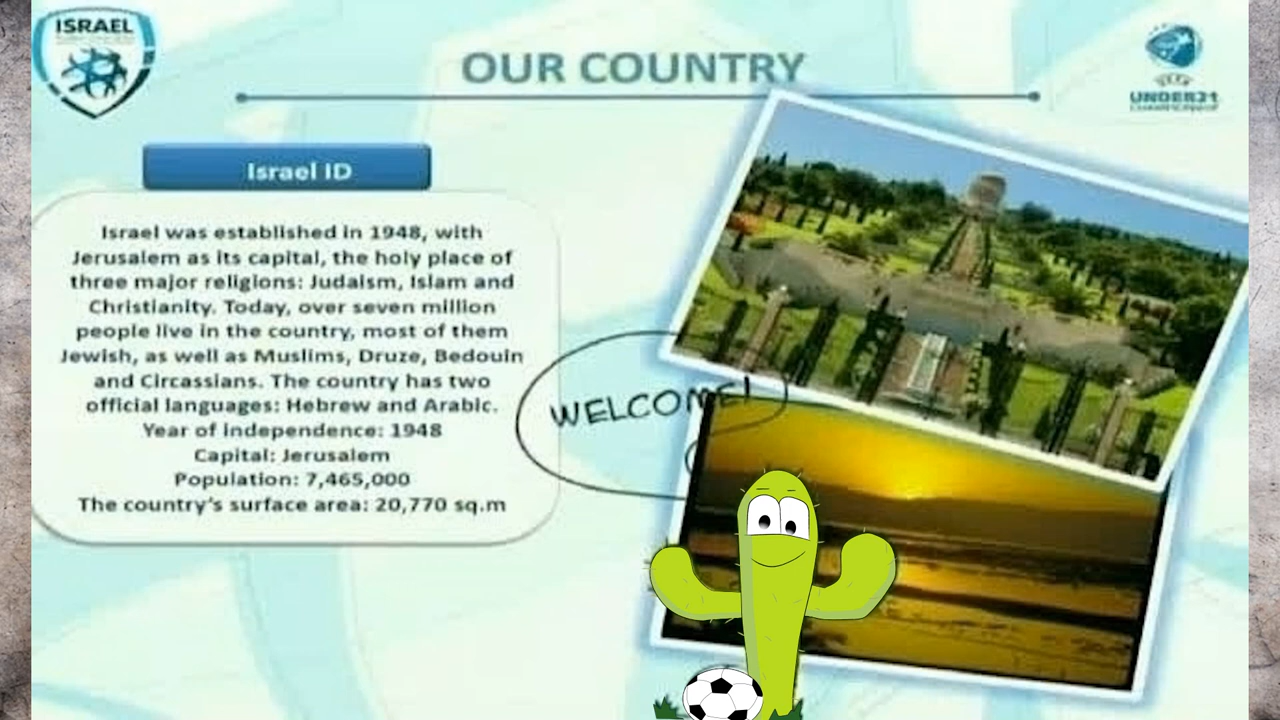 ISRAEL
OUR COUNTRY
UEFA
UNDER21
CHAMPIONSHIP
Israel ID
Israel was established in 1948, with
Jerusalem as its capital, the holy place of
three major religions: Judaism, Islam and
Christianity. Today, over seven million
people live in the country, most of them
Jewish, as well as Muslims, Druze, Bedouin
and Circassians. The country has two
official languages: Hebrew and Arabic.
Year of independence: 1948
Capital: Jerusalem
Population: 7,465,000
The country's surface area: 20,770 sq.m
WELCOME!